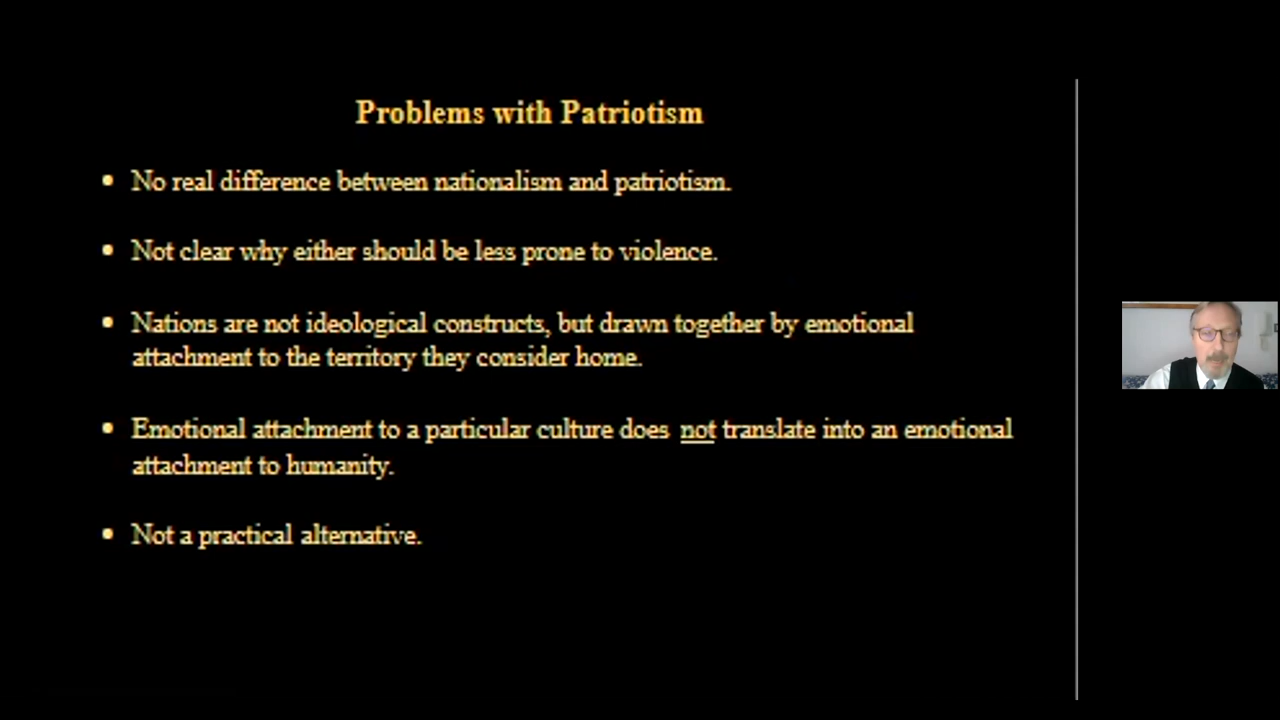 Problems with Patriotism
• No real difference between nationalism and patriotism.
• Not clear why either should be less prone to violence.
• Nations are not ideological constructs, but drawn together by emotional
attachment to the territory they consider home.
• Emotional attachment to a particular culture does not translate into an emotional
attachment to humanity.
• Not a practical alternative.